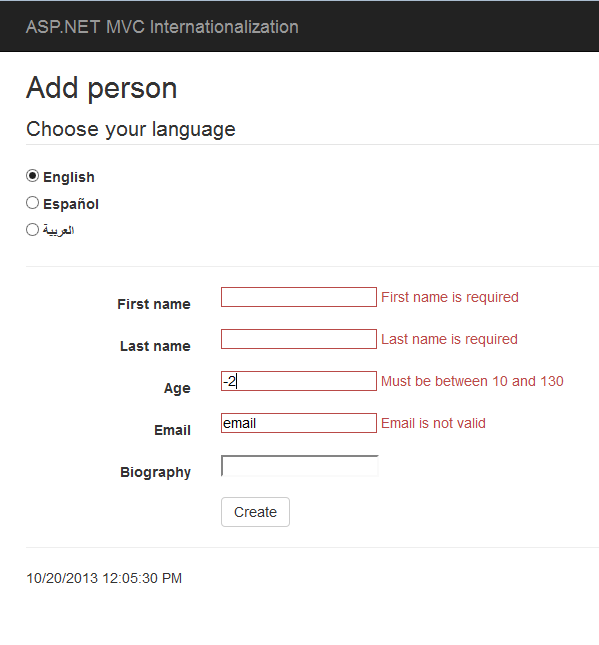 ASP.NET MVC Internationalization
Add person
Choose your language
English
Español
العربية
First name First name is required
Last name Last name is required
Age -2 Must be between 10 and 130
Email email Email is not valid
Biography
Create
10/20/2013 12:05:30 PM